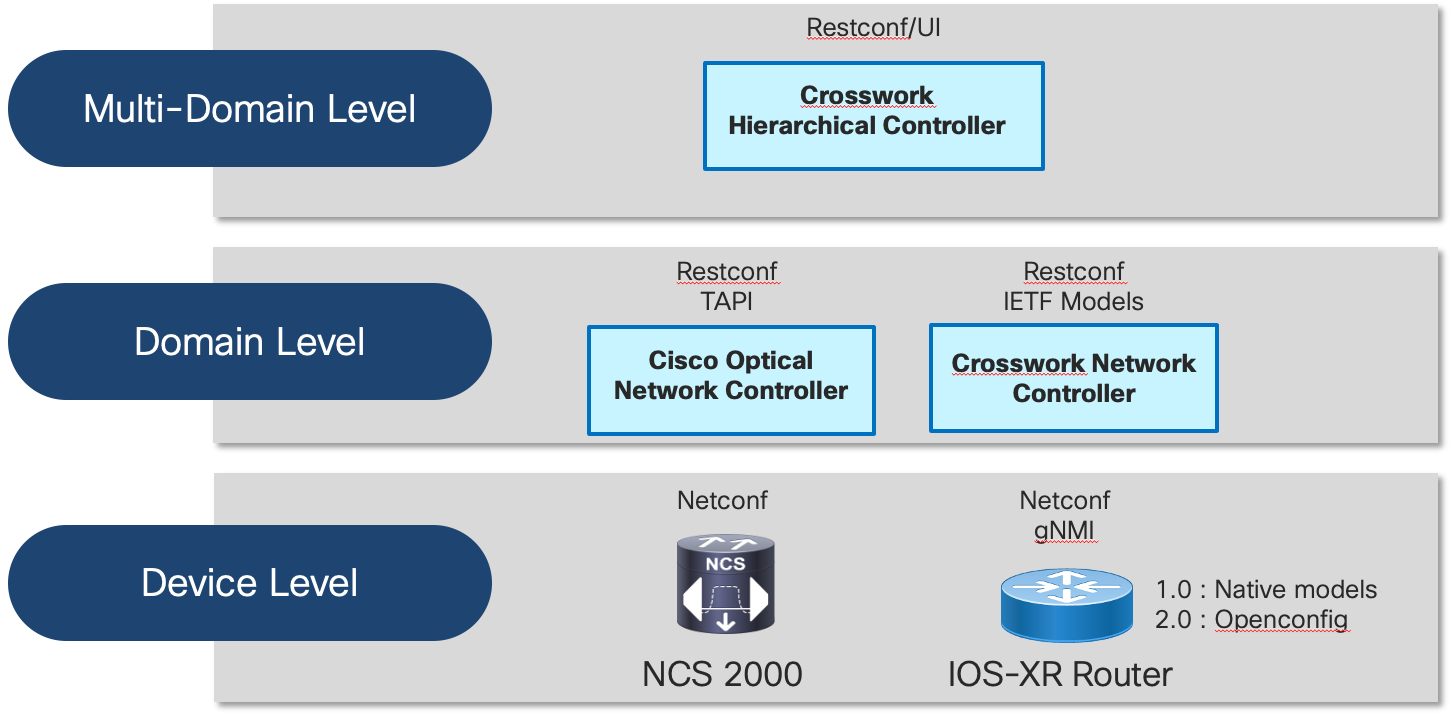 Restconf/UI
Multi-Domain Level
Crosswork
Hierarchical Controller
Domain Level
Restconf
TAPI
Cisco Optical
Network Controller
Restconf
IETF Models
Crosswork Network
Controller
Device Level
Netconf
NCS
NCS 2000
Netconf
gNMI
1.0 : Native models
2.0 : Openconfig
IOS-XR Router